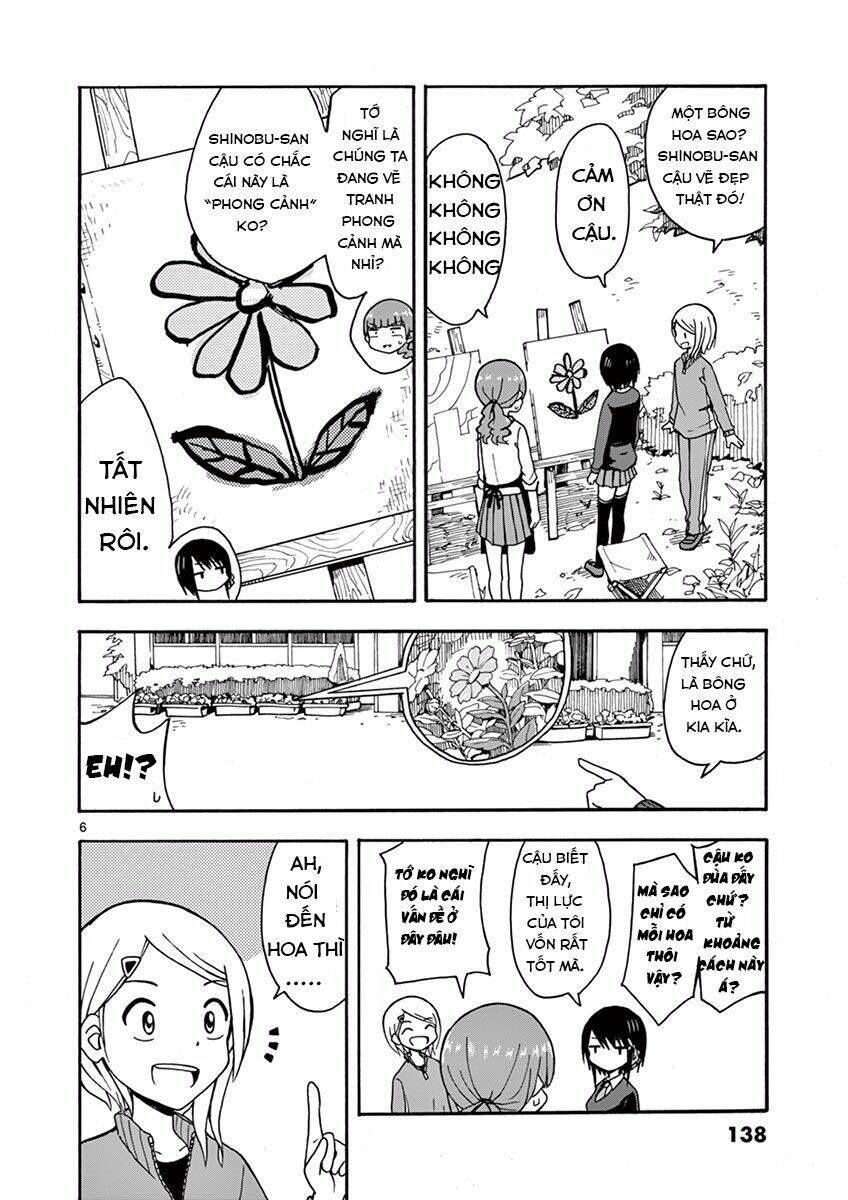 MỘT BÔNG
HOA SAO?
SHINOBU-SAN
CẬU VẼ ĐẸP
THẬT ĐÓ!
CẢM
ƠN
CẬU.
KHÔNG
KHÔNG
KHÔNG
KHÔNG
TỚ
NGHĨ LÀ
CHÚNG TA
ĐANG VẼ
TRANH
PHONG
CẢNH MÀ
NHỈ?
SHINOBU-SAN
CẬU CÓ CHẮC
CÁI NÀY LÀ
"PHONG CẢNH"
KO?
TẤT
NHIÊN
RÔI.
THẤY CHỨ,
LÀ BÔNG
HOA Ở
KIA KÌA.
EH!?
6
CẬU KO
ĐÙA ĐẤY
CHỨ?
TỪ
KHOẢNG
CÁCH NÀY
Á?
MÀ SAO
CHỈ CÓ
MỖI HOA
THÔI
VẬY?
CẬU BIẾT
ĐẤY,
THỊ LỰC
CỦA TÔI
VỐN RẤT
TỐT MÀ.
TỚ KO NGHĨ
ĐÓ LÀ CÁI
VẤN ĐỀ Ở
ĐÂY ĐÂU!
AH,
NÓI
ĐẾN
HOA THÌ
.....
138